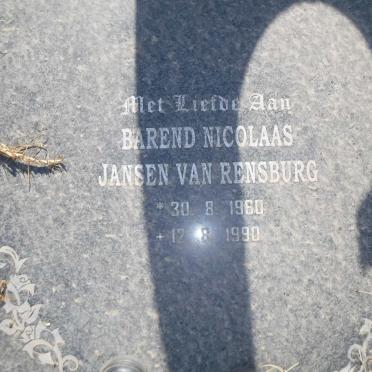 Met Liefde Aan
BAREND NICOLAAS
JANSEN VAN RENSBURG
* 30. 8. 1960
+ 12. 8. 1990